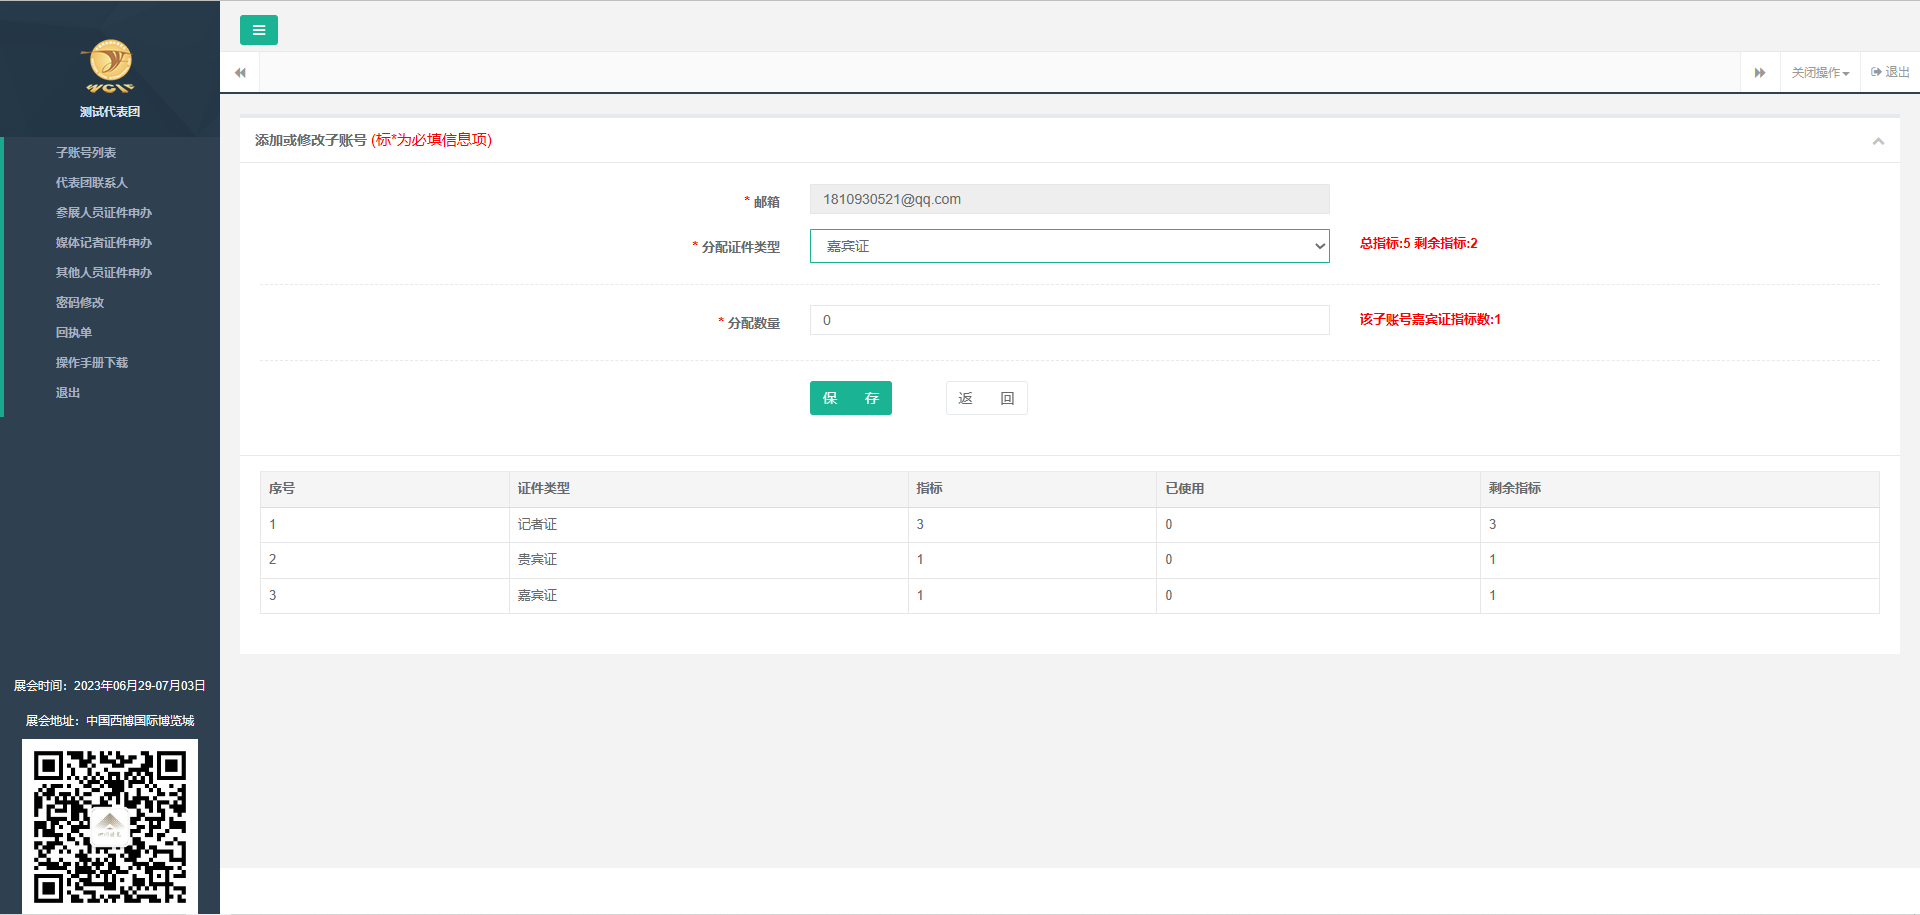 WCIF
测试代表团
子账号列表
代表团联系人
参展人员证件申办
媒体记者证件申办
其他人员证件申办
密码修改
回执单
操作手册下载
退出
展会时间：2023年06月29-07月03日
展会地址：中国西博国际博览城
关闭操作
退出
添加或修改子账号 (标*为必填信息项)
* 邮箱
1810930521@qq.com
* 分配证件类型
嘉宾证
总指标:5 剩余指标:2
* 分配数量
0
该子账号嘉宾证指标数:1
保 存
返 回
序号 证件类型 指标 已使用 剩余指标
1 记者证 3 0 3
2 贵宾证 1 0 1
3 嘉宾证 1 0 1